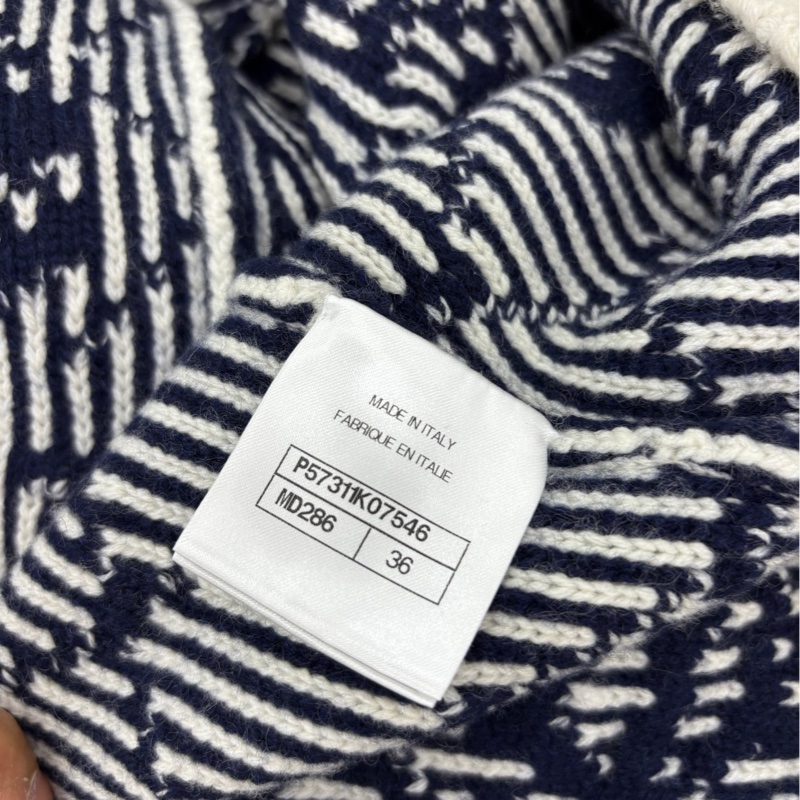 MADE IN ITALY
FABRIQUE EN ITALIE
P57311K07546
MD286 36